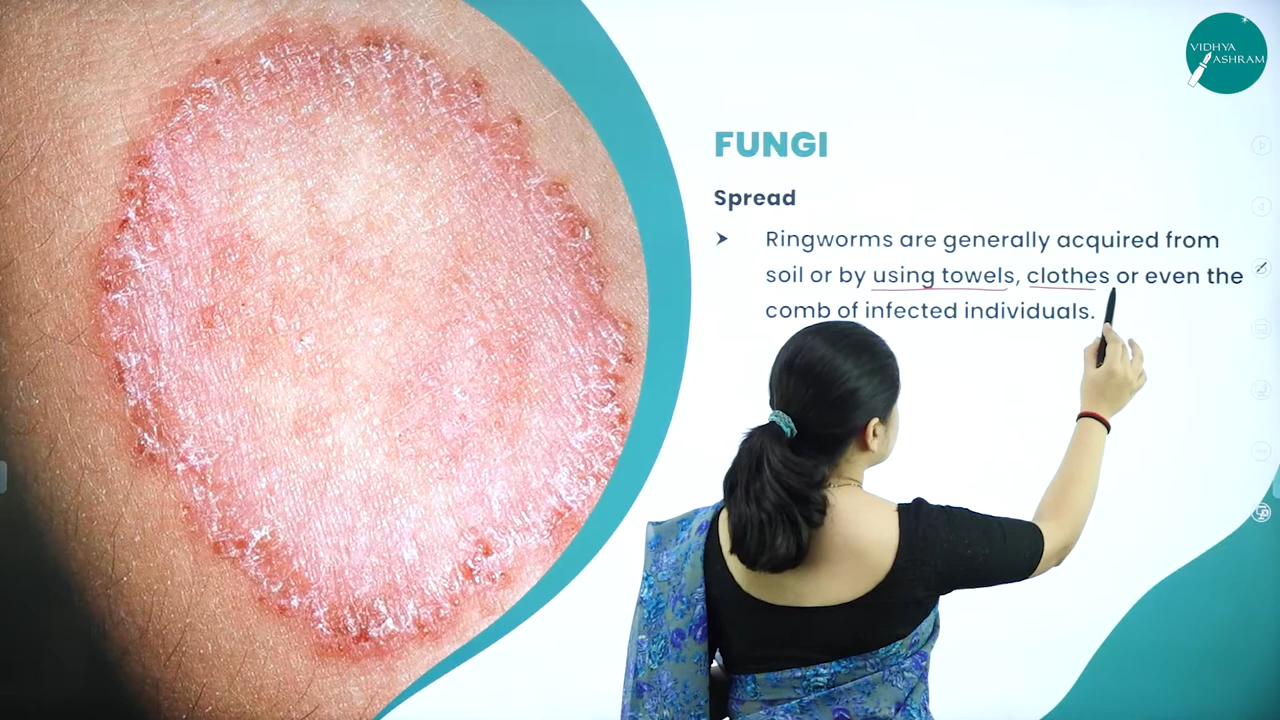 VIDHYA
ASHRAM
FUNGI
Spread
Ringworms are generally acquired from
soil or by using towels, clothes or even the
comb of infected individuals.